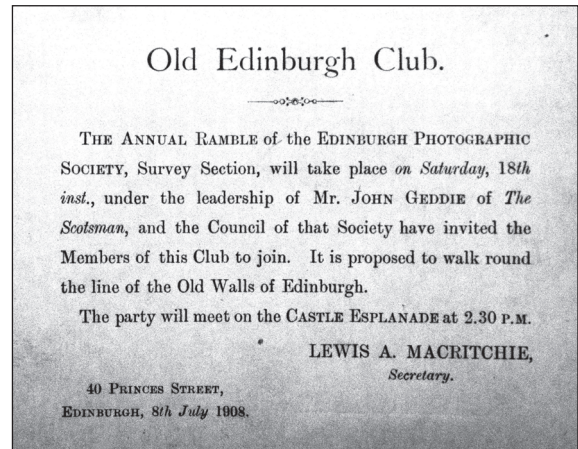 Old Edinburgh Club.
THE ANNUAL RAMBLE of the EDINBURGH PHOTOGRAPHIC
SOCIETY, Survey Section, will take place on Saturday, 18th
inst., under the leadership of Mr. JOHN GEDDIE of The
Scotsman, and the Council of that Society have invited the
Members of this Club to join. It is proposed to walk round
the line of the Old Walls of Edinburgh.
The party will meet on the CASTLE ESPLANADE at 2.30 P.M.
LEWIS A. MACRITCHIE,
Secretary.
40 PRINCES STREET,
EDINBURGH, 8th July 1908.